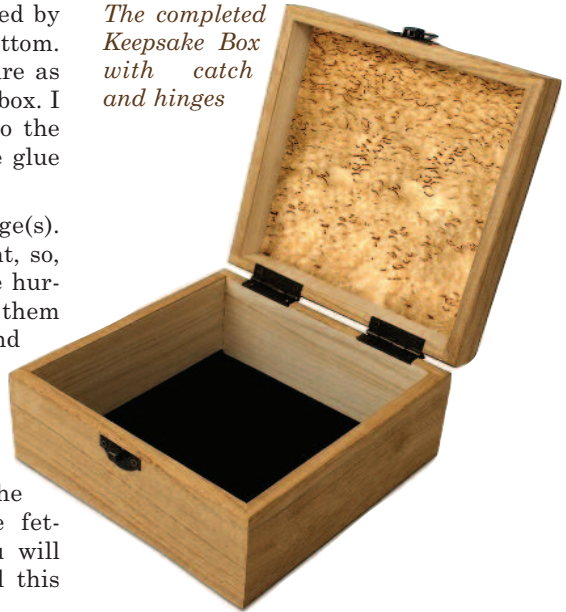 ed by
ttom.
re as
box. I
o the
e glue
ge(s).
nt, so,
e hur-
them
nd
he
e fet-
u will
this
The completed
Keepsake Box
with catch
and hinges